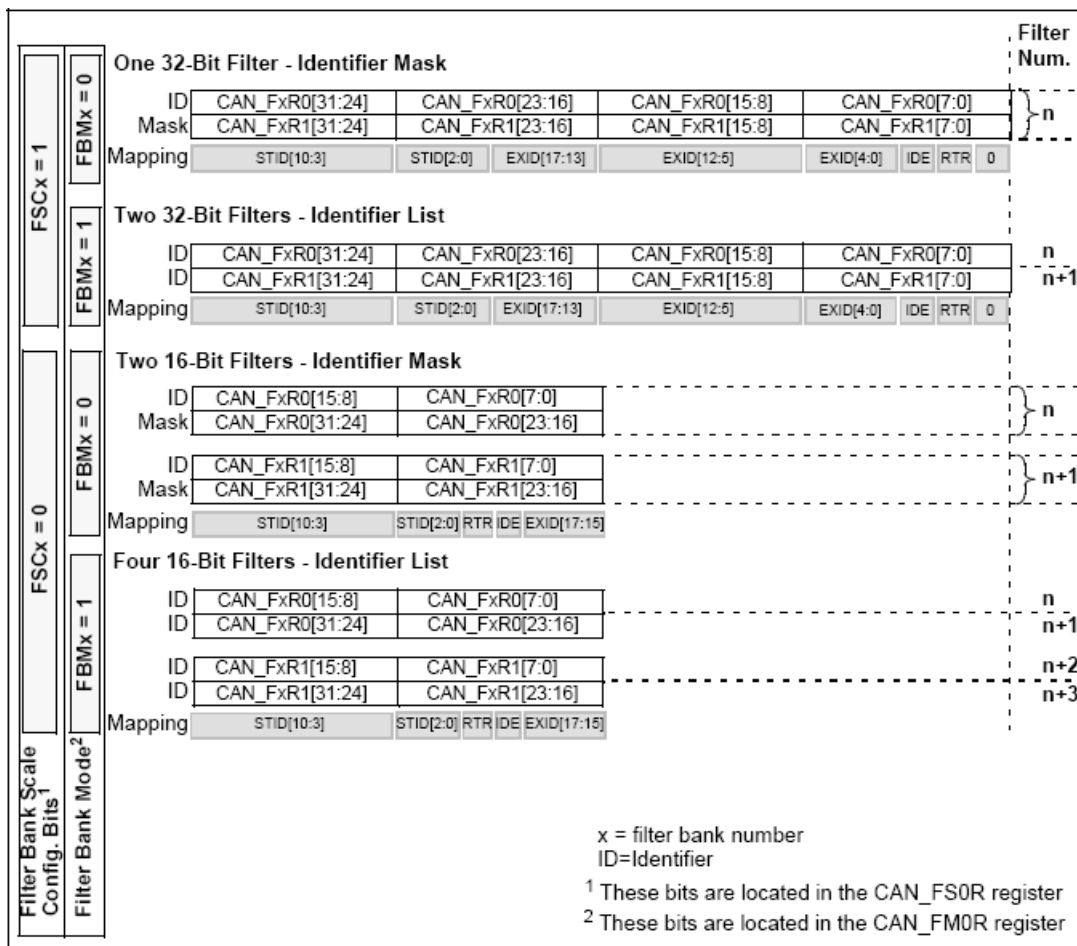 Filter
Num.
FSCx = 1
FBMx = 0
One 32-Bit Filter - Identifier Mask
ID CAN_FxR0[31:24] CAN_FxR0[23:16] CAN_FxR0[15:8] CAN_FxR0[7:0]
n
Mask CAN_FxR1[31:24] CAN_FxR1[23:16] CAN_FxR1[15:8] CAN_FxR1[7:0]
Mapping STID[10:3] STID[2:0] EXID[17:13] EXID[12:5] EXID[4:0] IDE RTR 0
FBMx = 1
Two 32-Bit Filters - Identifier List
ID CAN_FxR0[31:24] CAN_FxR0[23:16] CAN_FxR0[15:8] CAN_FxR0[7:0] n
ID CAN_FxR1[31:24] CAN_FxR1[23:16] CAN_FxR1[15:8] CAN_FxR1[7:0] n+1
Mapping STID[10:3] STID[2:0] EXID[17:13] EXID[12:5] EXID[4:0] IDE RTR 0
FSCx = 0
FBMx = 0
Two 16-Bit Filters - Identifier Mask
ID CAN_FxR0[15:8] CAN_FxR0[7:0]
n
Mask CAN_FxR0[31:24] CAN_FxR0[23:16]
ID CAN_FxR1[15:8] CAN_FxR1[7:0]
n+1
Mask CAN_FxR1[31:24] CAN_FxR1[23:16]
Mapping STID[10:3] STID[2:0] RTR IDE EXID[17:15]
FBMx = 1
Four 16-Bit Filters - Identifier List
ID CAN_FxR0[15:8] CAN_FxR0[7:0] n
ID CAN_FxR0[31:24] CAN_FxR0[23:16] n+1
ID CAN_FxR1[15:8] CAN_FxR1[7:0] n+2
ID CAN_FxR1[31:24] CAN_FxR1[23:16] n+3
Mapping STID[10:3] STID[2:0] RTR IDE EXID[17:15]
Filter Bank Scale
Config. Bits1
Filter Bank Mode2
x = filter bank number
ID=Identifier
1 These bits are located in the CAN_FS0R register
2 These bits are located in the CAN_FM0R register